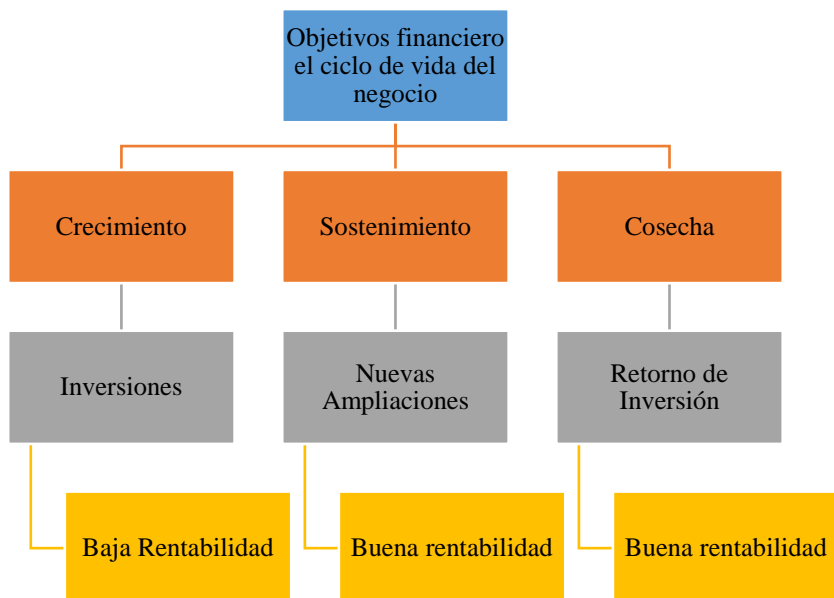 Objetivos financiero
el ciclo de vida del
negocio
Crecimiento
Sostenimiento
Cosecha
Inversiones
Nuevas
Ampliaciones
Retorno de
Inversión
Baja Rentabilidad
Buena rentabilidad
Buena rentabilidad